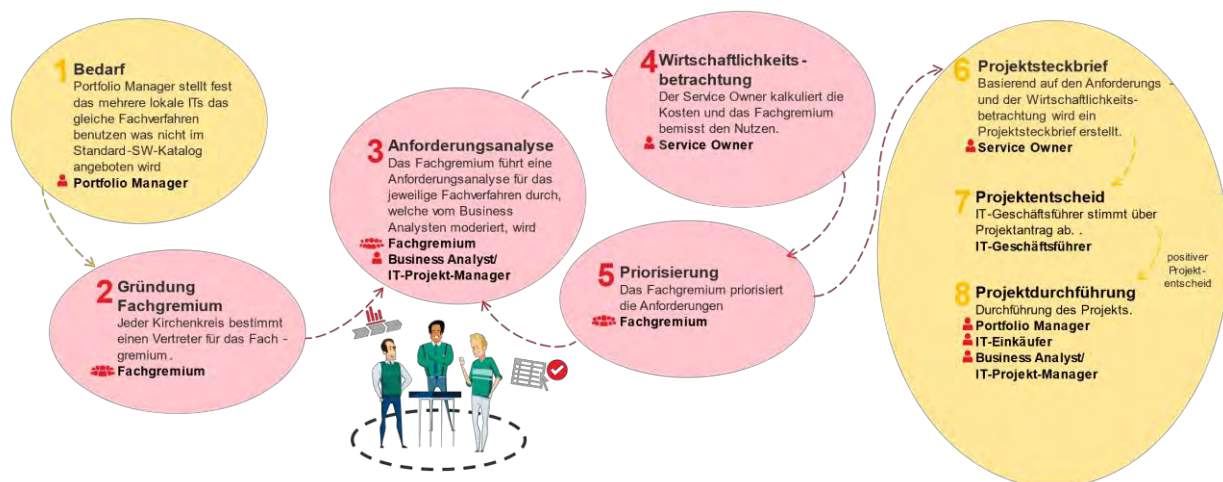 1 Bedarf
Portfolio Manager stellt fest
das mehrere lokale ITs das
gleiche Fachverfahren
benutzen was nicht im
Standard-SW-Katalog
angeboten wird
Portfolio Manager
2 Gründung
Fachgremium
Jeder Kirchenkreis bestimmt
einen Vertreter für das Fach -
gremium .
Fachgremium
3 Anforderungsanalyse
Das Fachgremium führt eine
Anforderungsanalyse für das
jeweilige Fachverfahren durch,
welche vom Business
Analysten moderiert, wird
Fachgremium
Business Analyst/
IT-Projekt-Manager
4 Wirtschaftlichkeits -
betrachtung
Der Service Owner kalkuliert die
Kosten und das Fachgremium
bemisst den Nutzen.
Service Owner
5 Priorisierung
Das Fachgremium priorisiert
die Anforderungen
Fachgremium
6 Projektsteckbrief
Basierend auf den Anforderungs -
und der Wirtschaftlichkeits-
betrachtung wird ein
Projektsteckbrief erstellt.
Service Owner
7 Projektentscheid
IT-Geschäftsführer stimmt über
Projektantrag ab. .
IT-Geschäftsführer
positiver
Projekt-
entscheid
8 Projektdurchführung
Durchführung des Projekts.
Portfolio Manager
IT-Einkäufer
Business Analyst/
IT-Projekt-Manager